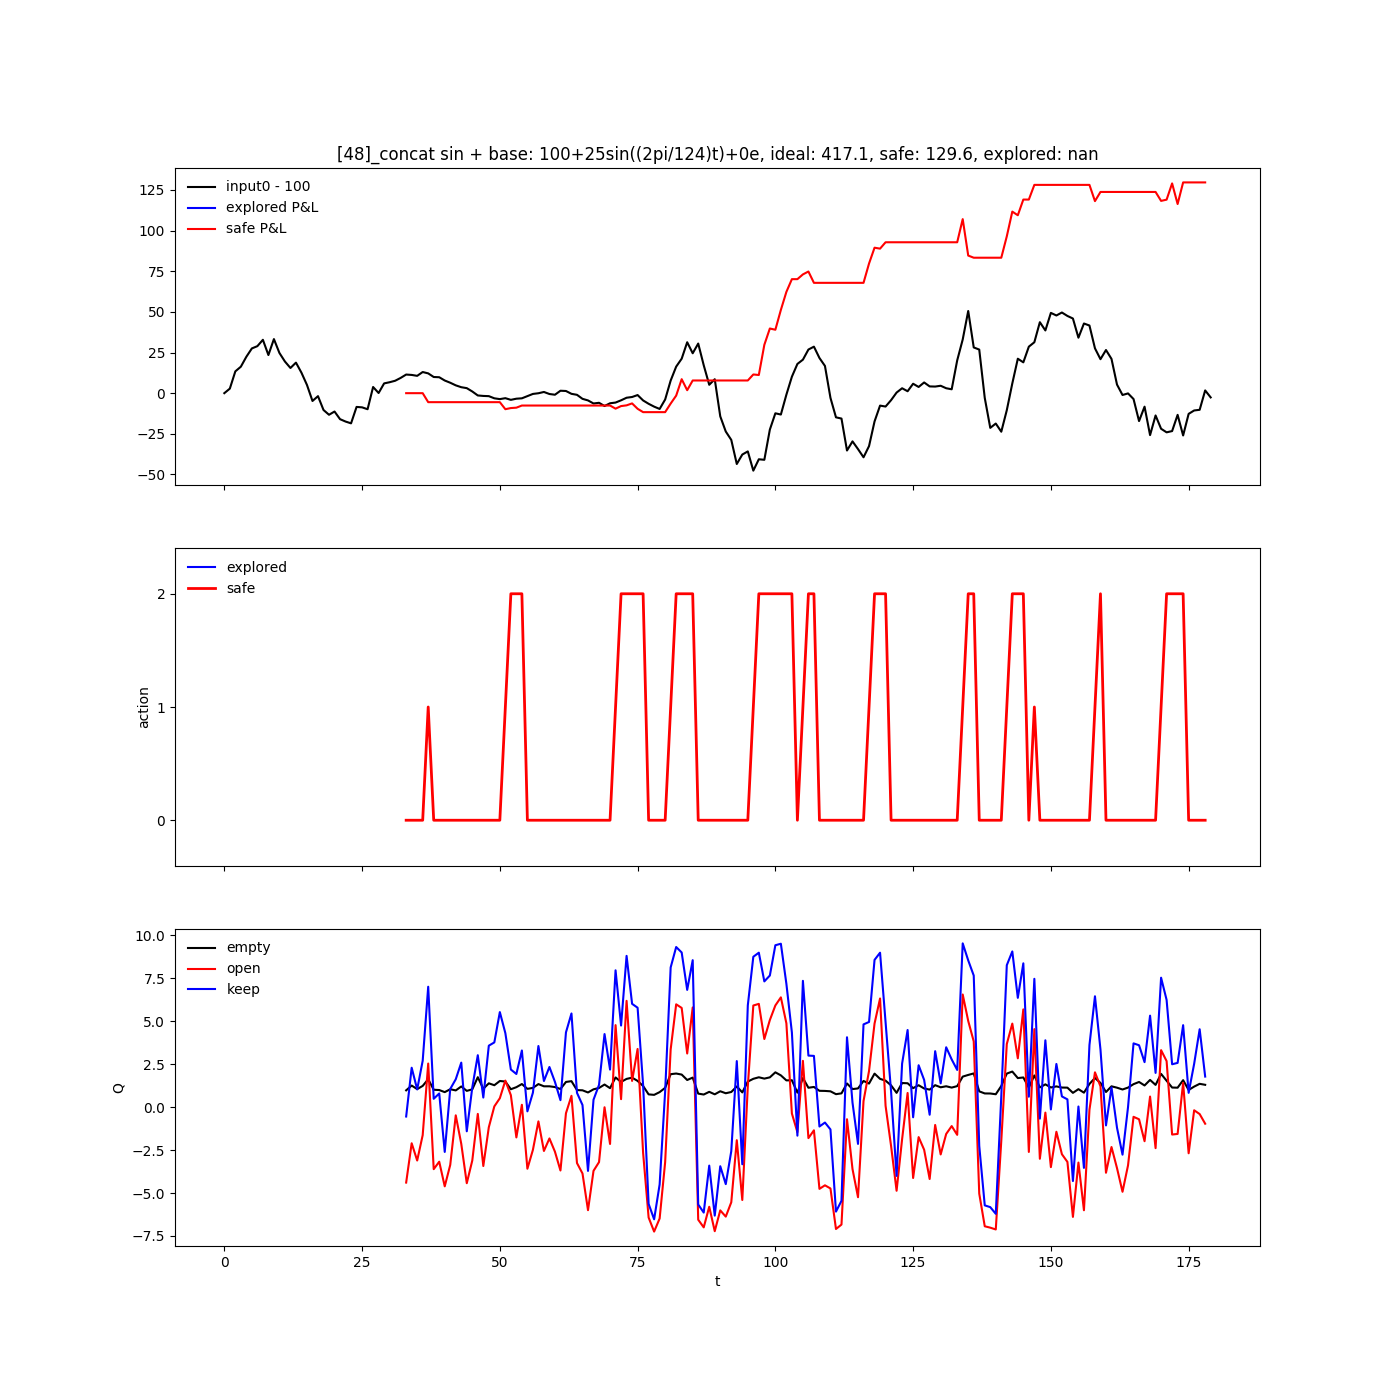 [48]_concat sin + base: 100+25sin((2pi/124)t)+0e, ideal: 417.1, safe: 129.6, explored: nan
input0 - 100
explored P&L
safe P&L
125
100
75
50
25
0
−25
−50
explored
safe
action
2
1
0
empty
open
keep
Q
10.0
7.5
5.0
2.5
0.0
−2.5
−5.0
−7.5
0 25 50 75 100 125 150 175
t